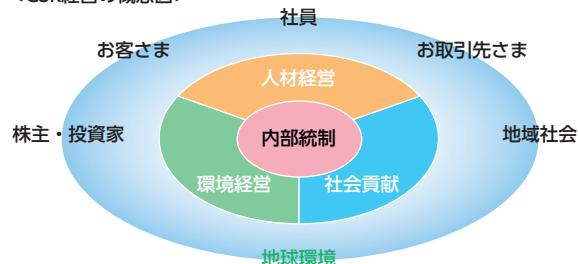 社員
お客さま
お取引先さま
人材経営
株主・投資家
内部統制
地域社会
環境経営
社会貢献
地球環境